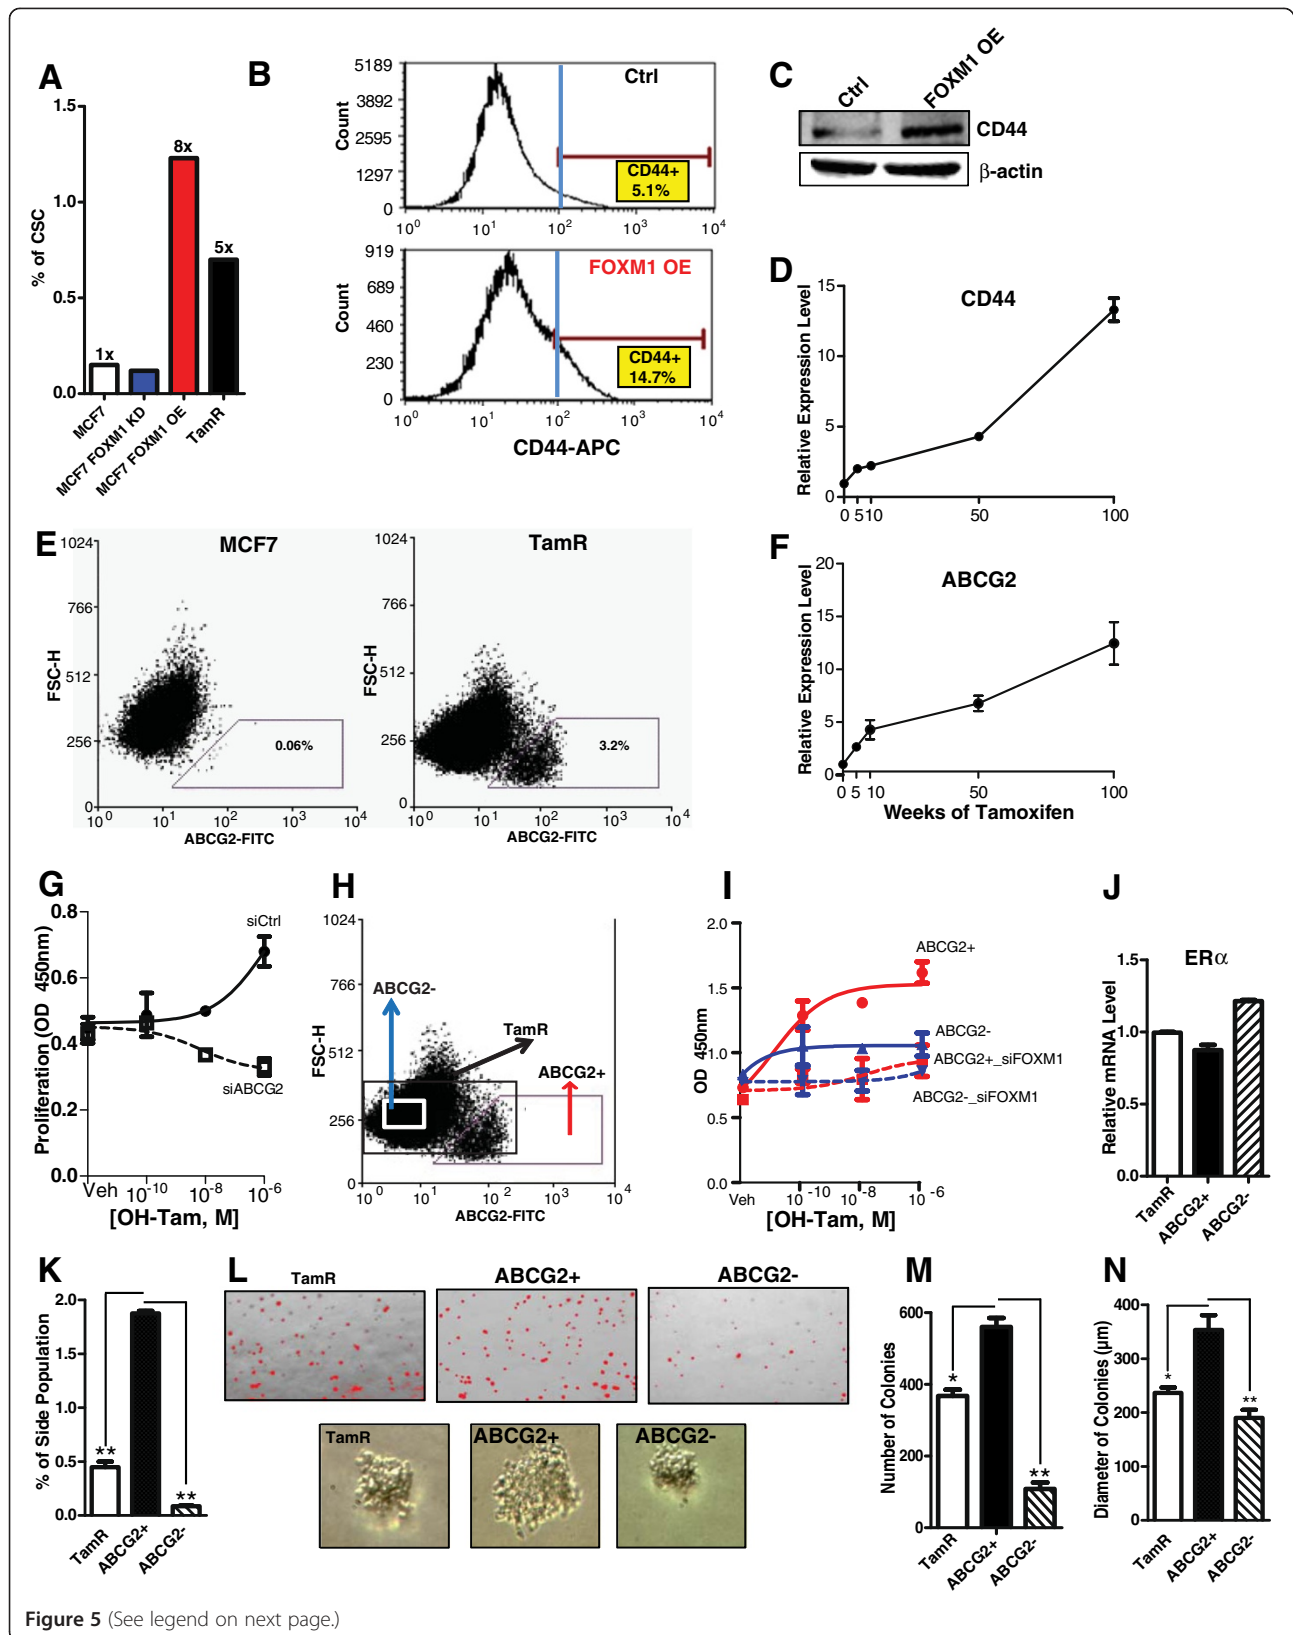 A
1.5
1.0
0.5
0.0
% of CSC
1x
8x
5x
MCF7
MCF7 FOXM1 KD
MCF7 FOXM1 OE
TamR
B
5189
3892
2595
1297
0
Count
Ctrl
CD44+
5.1%
10^0 10^1 10^2 10^3 10^4
919
689
460
230
0
Count
FOXM1 OE
CD44+
14.7%
10^0 10^1 10^2 10^3 10^4
CD44-APC
C
Ctrl
FOXM1 OE
CD44
β-actin
D
CD44
Relative Expression Level
15
10
5
0
0 5 10 50 100
E
MCF7
1024
766
512
256
0
FSC-H
0.06%
10^0 10^1 10^2 10^3 10^4
ABCG2-FITC
TamR
1024
766
512
256
0
FSC-H
3.2%
10^0 10^1 10^2 10^3 10^4
ABCG2-FITC
F
ABCG2
Relative Expression Level
20
15
10
5
0
0 5 10 50 100
Weeks of Tamoxifen
G
0.8
0.6
0.4
0.2
0.0
Proliferation (OD 450nm)
siCtrl
siABCG2
Veh 10^-10 10^-8 10^-6
[OH-Tam, M]
H
1024
766
512
256
0
FSC-H
ABCG2-
TamR
ABCG2+
10^0 10^1 10^2 10^3 10^4
ABCG2-FITC
I
2.0
1.5
1.0
0.5
0.0
OD 450nm
ABCG2+
ABCG2-
ABCG2+_siFOXM1
ABCG2-_siFOXM1
Veh 10^-10 10^-8 10^-6
[OH-Tam, M]
J
ERα
Relative mRNA Level
1.5
1.0
0.5
0.0
TamR
ABCG2+
ABCG2-
K
2.0
1.5
1.0
0.5
0.0
% of Side Population
**
**
TamR
ABCG2+
ABCG2-
L
TamR
ABCG2+
ABCG2-
TamR
ABCG2+
ABCG2-
M
600
400
200
0
Number of Colonies
*
**
TamR
ABCG2+
ABCG2-
N
400
300
200
100
0
Diameter of Colonies (µm)
*
**
TamR
ABCG2+
ABCG2-
Figure 5 (See legend on next page.)